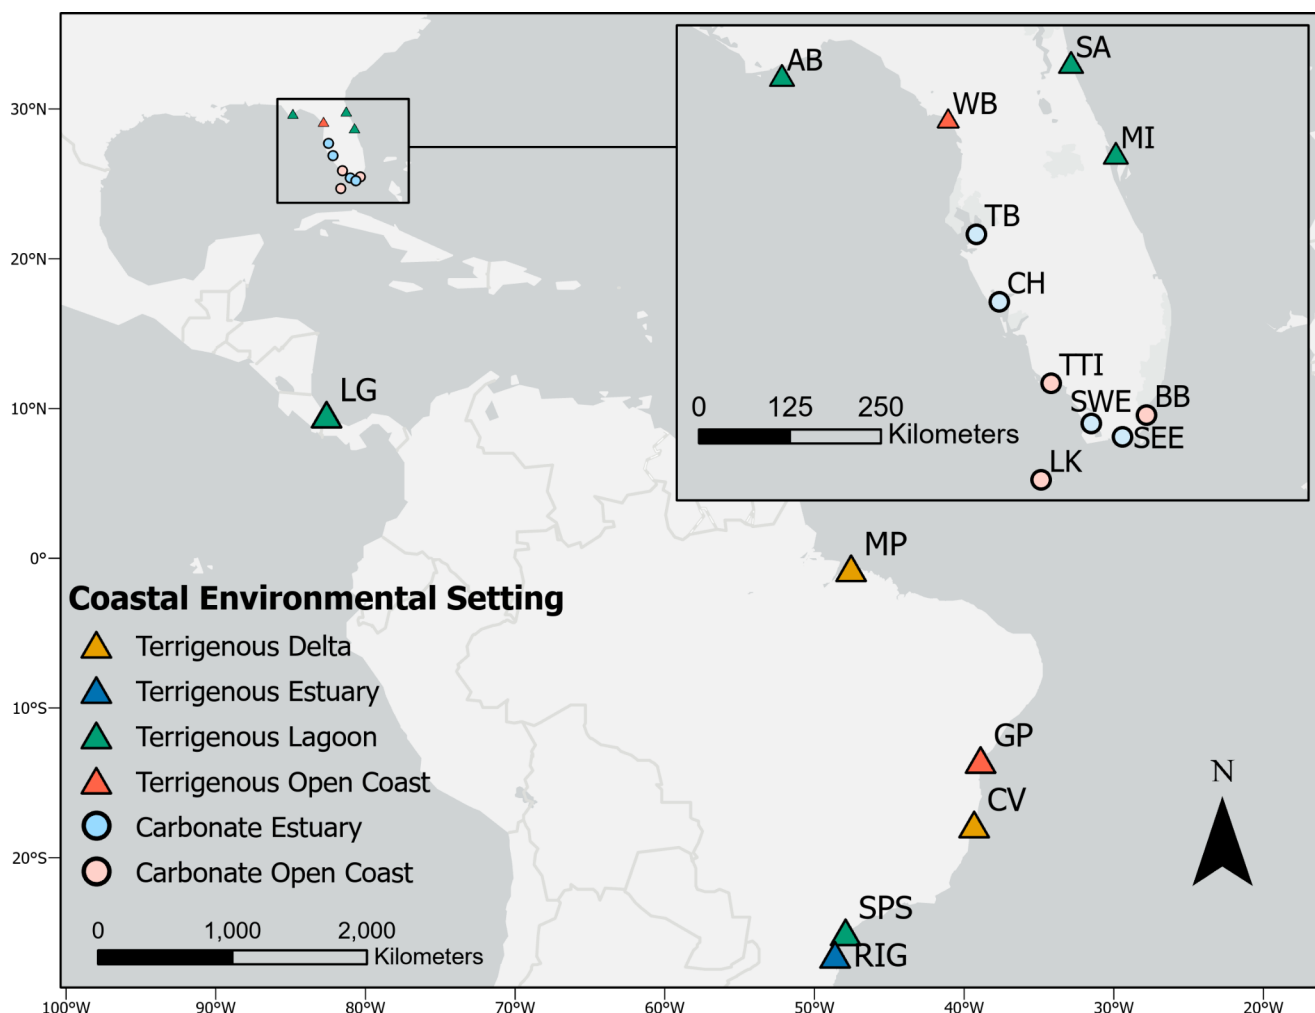 AB
SA
WB
MI
TB
CH
TTI
SWE
BB
SEE
LK
0 125 250
Kilometers
30°N
20°N
10°N
0°
10°S
20°S
LG
MP
GP
CV
SPS
RIG
N
Coastal Environmental Setting
Terrigenous Delta
Terrigenous Estuary
Terrigenous Lagoon
Terrigenous Open Coast
Carbonate Estuary
Carbonate Open Coast
0 1,000 2,000
Kilometers
100°W 90°W 80°W 70°W 60°W 50°W 40°W 30°W 20°W